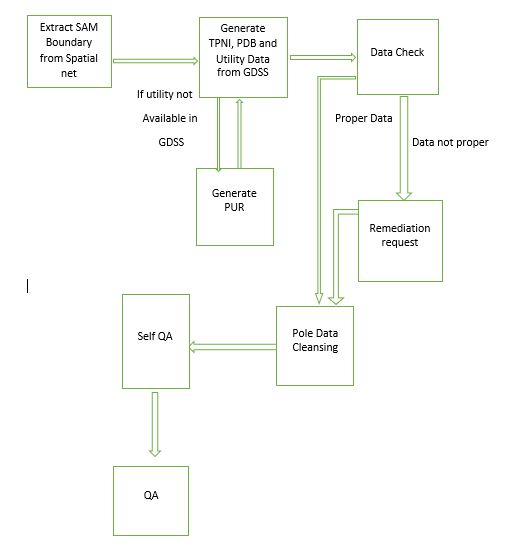 Extract SAM
Boundary
from Spatial
net
Generate
TPNI, PDB and
Utility Data
from GDSS
Data Check
If utility not
Available in
GDSS
Proper Data
Data not proper
Generate
PUR
Remediation
request
Self QA
Pole Data
Cleansing
QA